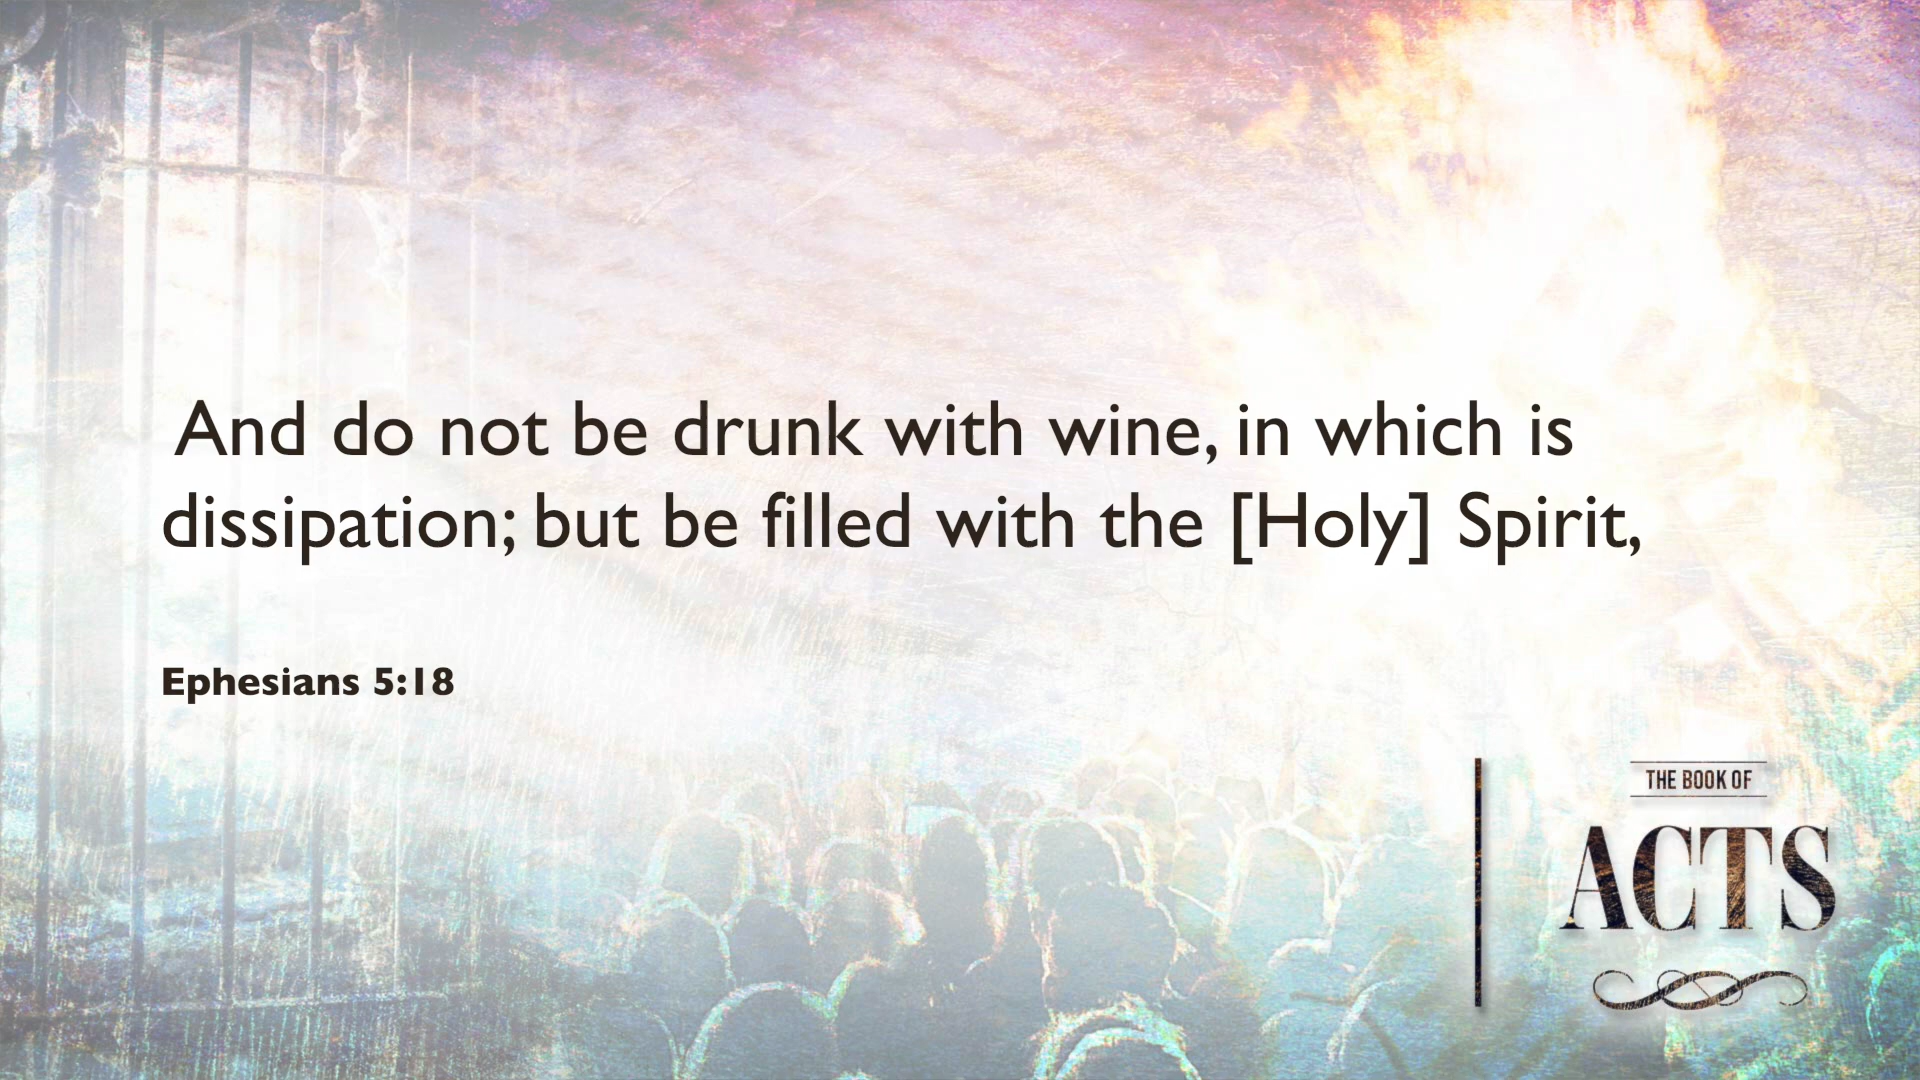 And do not be drunk with wine, in which is
dissipation; but be filled with the [Holy] Spirit,
Ephesians 5:18
THE BOOK OF
ACTS